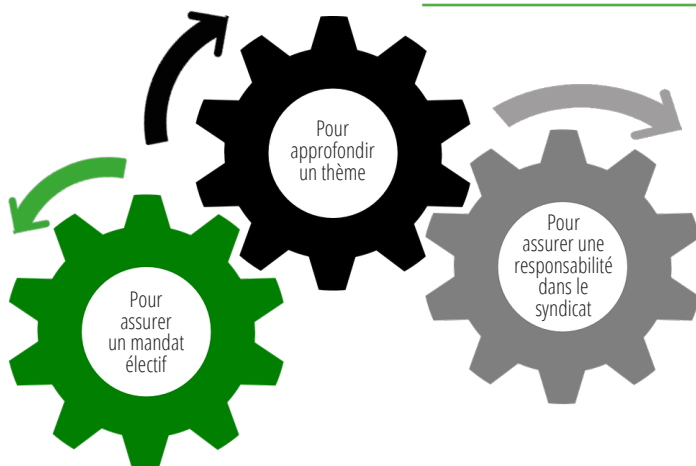 Pour
approfondir
un thème
Pour
assurer une
responsabilité
dans le
syndicat
Pour
assurer
un mandat
électif